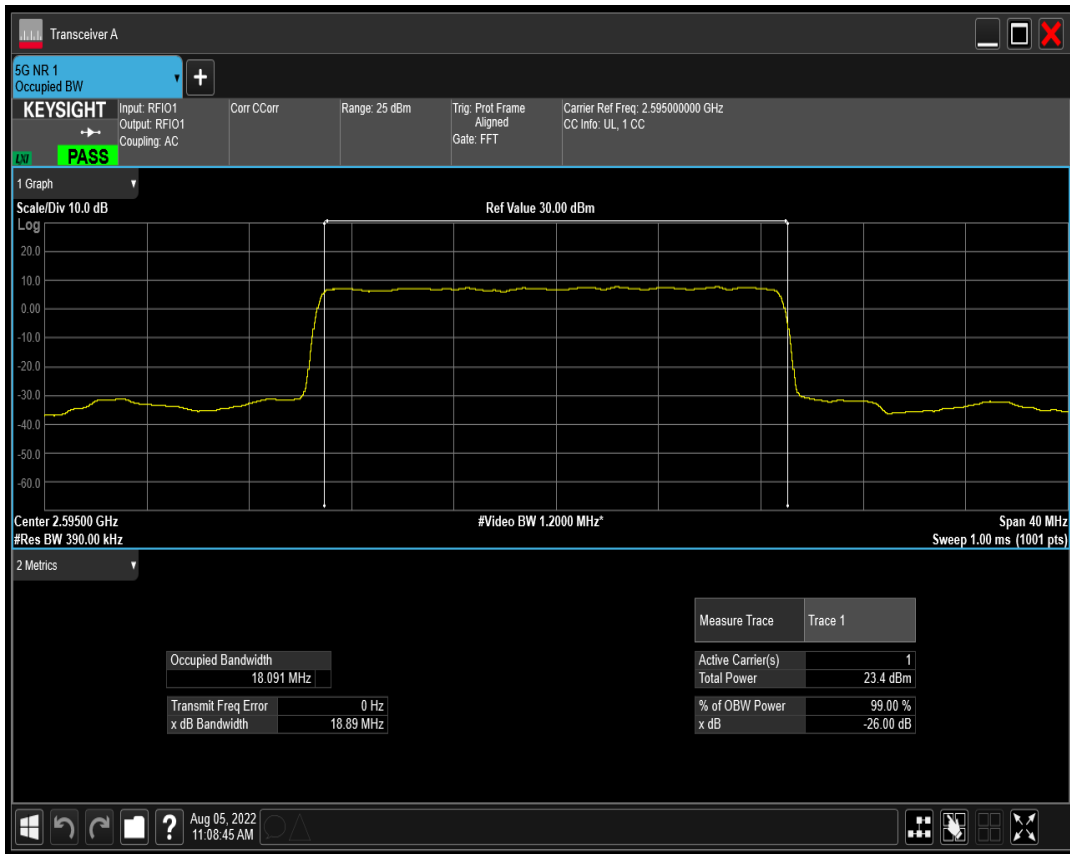 Transceiver A
5G NR 1
Occupied BW
+
KEYSIGHT
LXI
PASS
Input: RFIO1
Output: RFIO1
Coupling: AC
Corr CCorr
Range: 25 dBm
Trig: Prot Frame
Aligned
Gate: FFT
Carrier Ref Freq: 2.595000000 GHz
CC Info: UL, 1 CC
1 Graph
Scale/Div 10.0 dB
Ref Value 30.00 dBm
Log
20.0
10.0
0.00
-10.0
-20.0
-30.0
-40.0
-50.0
-60.0
Center 2.59500 GHz
#Video BW 1.2000 MHz*
Span 40 MHz
#Res BW 390.00 kHz
Sweep 1.00 ms (1001 pts)
2 Metrics
Measure Trace Trace 1
Occupied Bandwidth
18.091 MHz
Transmit Freq Error 0 Hz
x dB Bandwidth 18.89 MHz
Active Carrier(s) 1
Total Power 23.4 dBm
% of OBW Power 99.00 %
x dB -26.00 dB
?
Aug 05, 2022
11:08:45 AM